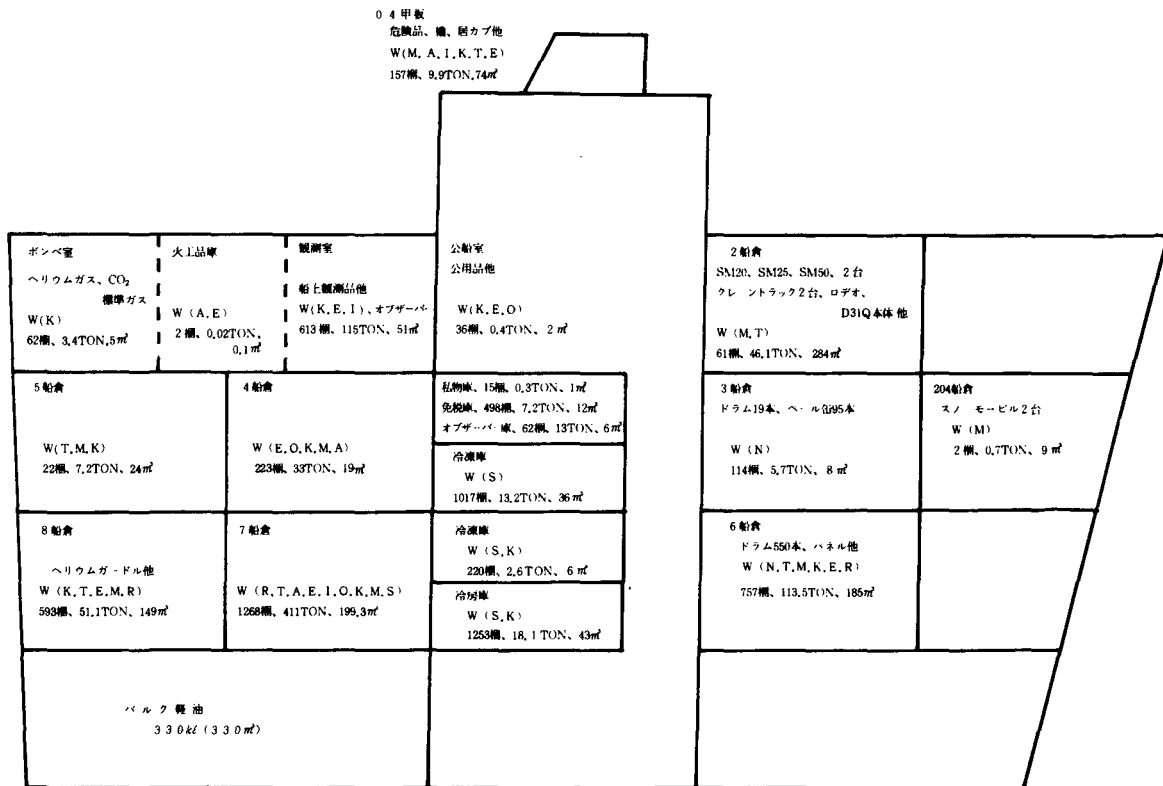 ０４甲板
危険品、橇、居カブ他
W(M, A, I, K, T, E)
157梱、9.9TON、74㎥
ボンベ室
ヘリウムガス、CO₂
標準ガス
W(K)
62梱、3.4TON、5㎥
火工品庫
W (A, E)
2梱、0.02TON、
0.1㎥
観測室
船上観測品他
W(K, E, I)、オブザーバー
613梱、115TON、51㎥
公船室
公用品他
W(K, E, O)
36梱、0.4TON、2㎥
2船倉
SM20、SM25、SM50、2台
クレーントラック2台、ロデオ、
D31Q本体 他
W (M, T)
61梱、46.1TON、284㎥
5船倉
W(T, M, K)
22梱、7.2TON、24㎥
4船倉
W (E, O, K, M, A)
223梱、33TON、19㎥
私物庫、15梱、0.3TON、1㎥
免税庫、498梱、7.2TON、12㎥
オブザーバー庫、62梱、13TON、6㎥
冷凍庫
W (S)
1017梱、13.2TON、36㎥
3船倉
ドラム19本、ペール缶95本
W (N)
114梱、5.7TON、8㎥
204船倉
スノーモービル2台
W (M)
2梱、0.7TON、9㎥
8船倉
ヘリウムガードル他
W (K, T, E, M, R)
593梱、51.1TON、149㎥
7船倉
W (R, T, A, E, I, O, K, M, S)
1268梱、411TON、199.3㎥
冷凍庫
W (S, K)
220梱、2.6TON、6㎥
冷房庫
W (S, K)
1253梱、18.1TON、43㎥
6船倉
ドラム550本、パネル他
W (N, T, M, K, E, R)
757梱、113.5TON、185㎥
バルク軽油
330kl (330㎥)